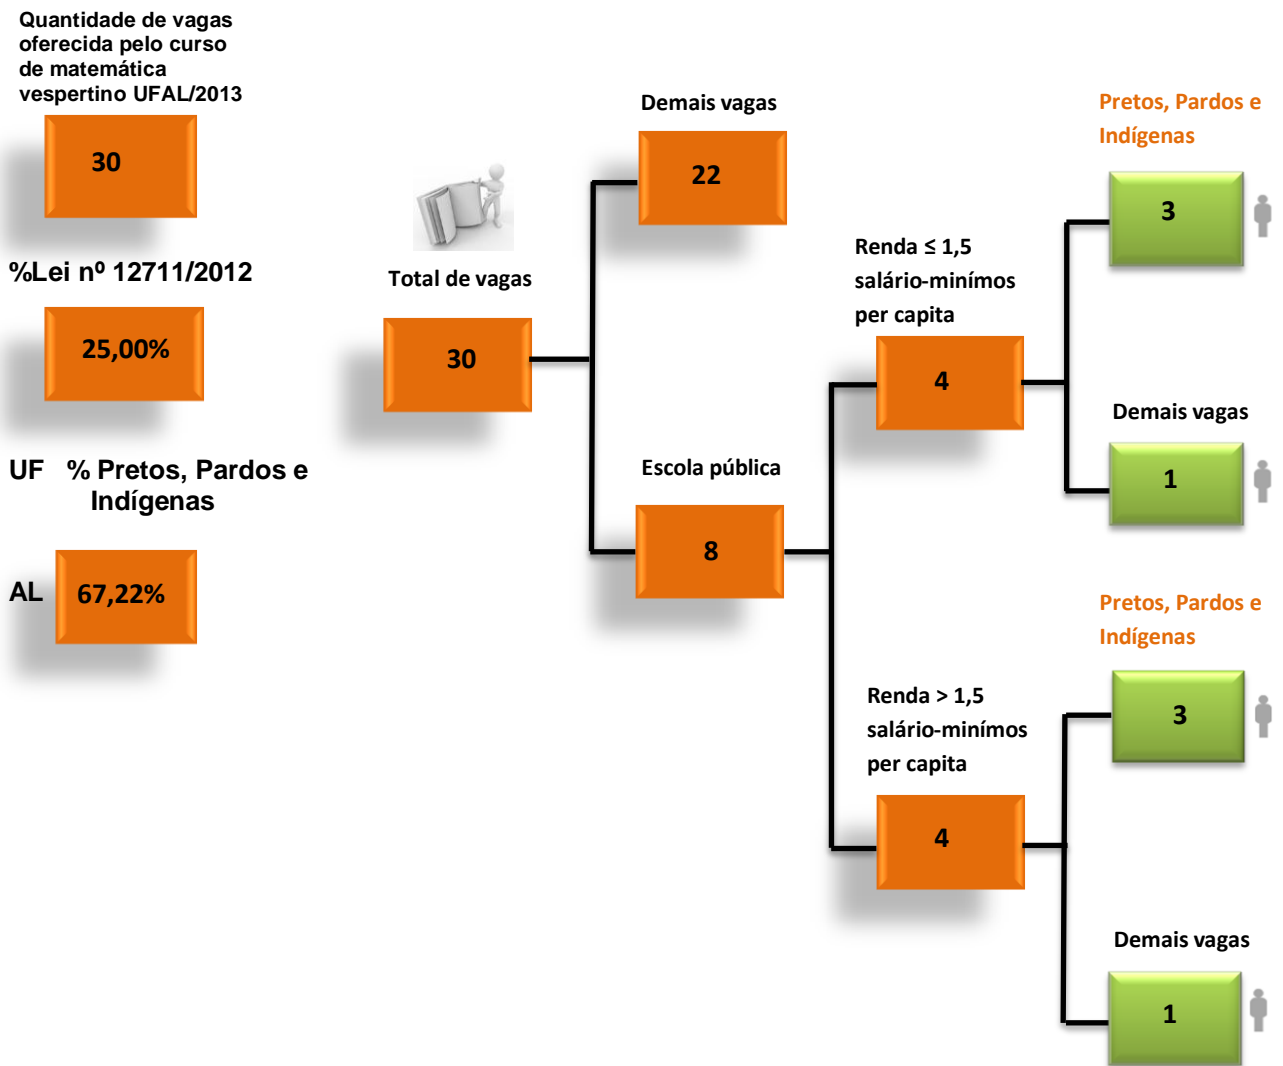 Quantidade de vagas
oferecida pelo curso
de matemática
vespertino UFAL/2013
30
%Lei nº 12711/2012
25,00%
UF % Pretos, Pardos e
Indígenas
AL 67,22%
Total de vagas
30
Demais vagas
22
Escola pública
8
Renda ≤ 1,5
salário-minímos
per capita
4
Renda > 1,5
salário-minímos
per capita
4
Pretos, Pardos e
Indígenas
3
Demais vagas
1
Pretos, Pardos e
Indígenas
3
Demais vagas
1